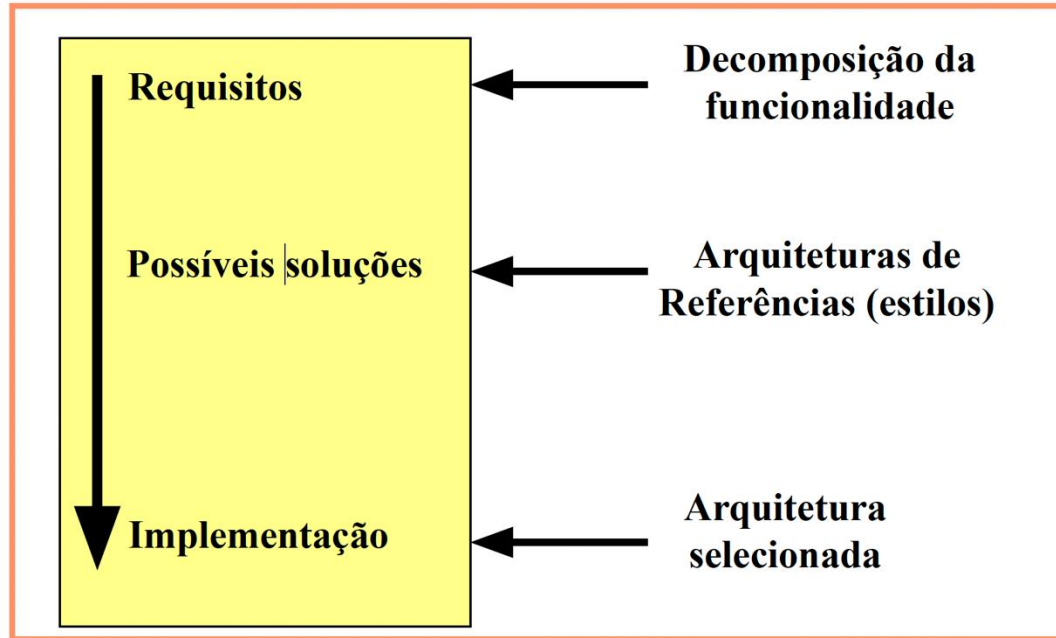 Requisitos
Decomposição da
funcionalidade
Possíveis soluções
Arquiteturas de
Referências (estilos)
Implementação
Arquitetura
selecionada